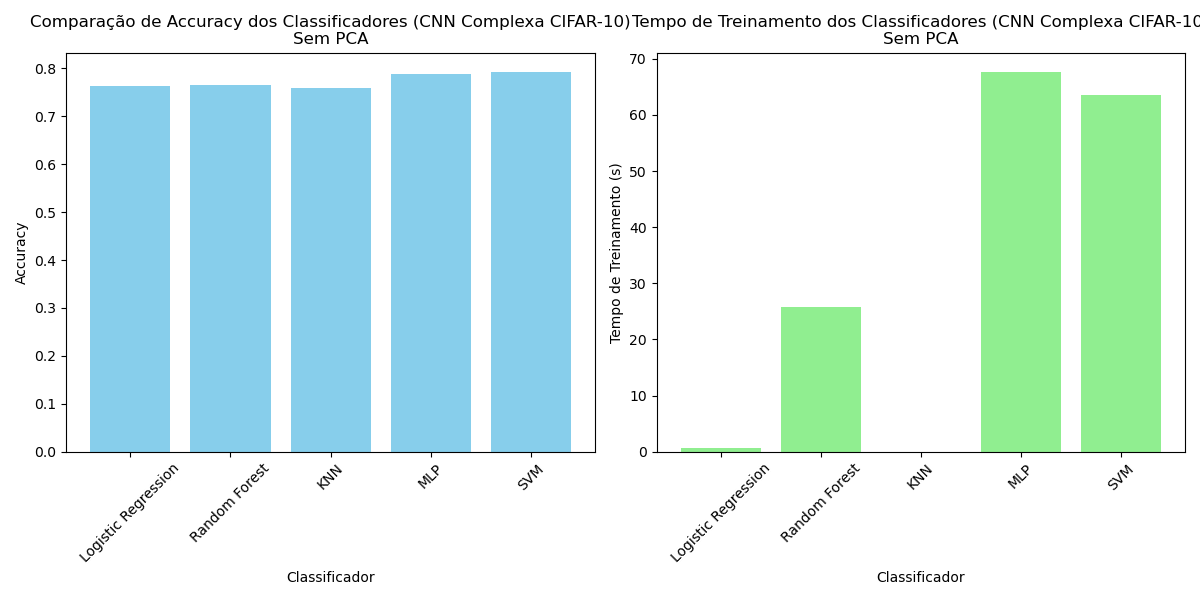 Comparação de Accuracy dos Classificadores (CNN Complexa CIFAR-10)
Sem PCA
0.8
0.7
0.6
0.5
0.4
0.3
0.2
0.1
0.0
Accuracy
Logistic Regression
Random Forest
KNN
MLP
SVM
Classificador
Tempo de Treinamento dos Classificadores (CNN Complexa CIFAR-10
Sem PCA
70
60
50
40
30
20
10
0
Tempo de Treinamento (s)
Logistic Regression
Random Forest
KNN
MLP
SVM
Classificador